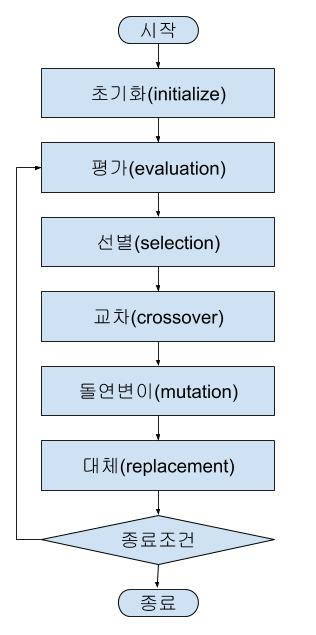 시작
초기화(initialize)
평가(evaluation)
선별(selection)
교차(crossover)
돌연변이(mutation)
대체(replacement)
종료조건
종료